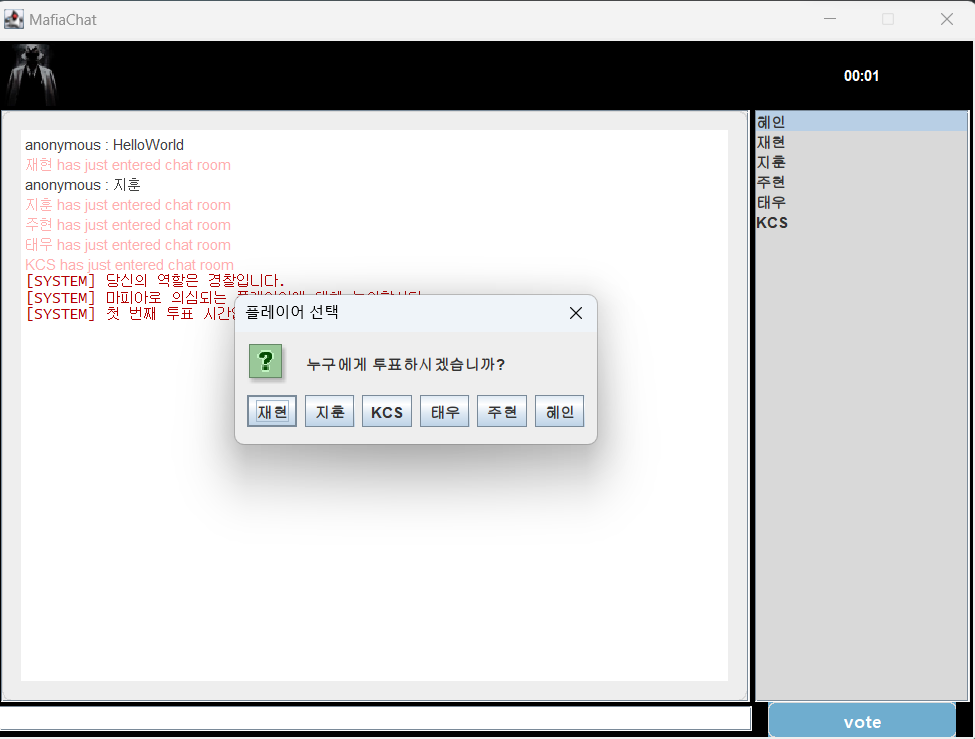 MafiaChat
00:01
anonymous : HelloWorld
재현 has just entered chat room
anonymous : 지훈
지훈 has just entered chat room
주현 has just entered chat room
태우 has just entered chat room
KCS has just entered chat room
[SYSTEM] 당신의 역할은 경찰입니다.
[SYSTEM] 마피아로 의심되는
[SYSTEM] 첫 번째 투표
플레이어 선택
누구에게 투표하시겠습니까?
재현 지훈 KCS 태우 주현 혜인
혜인
재현
지훈
주현
태우
KCS
vote